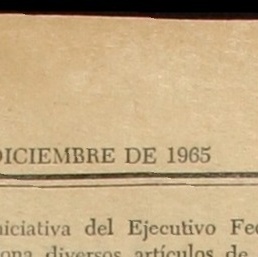 DICIEMBRE DE 1965
niciativa del Ejecutivo Fe
ona diversos artículos de